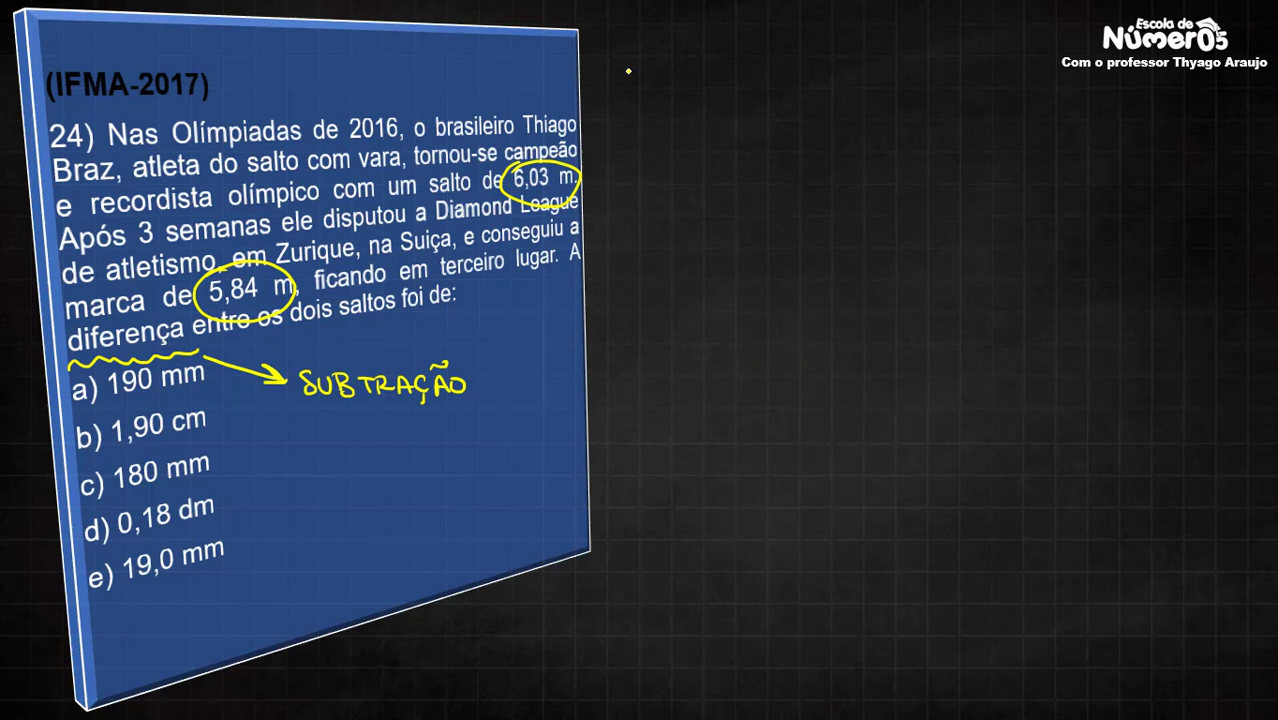 Escola de
Número5
Com o professor Thyago Araujo
(IFMA-2017)
24) Nas Olímpiadas de 2016, o brasileiro Thiago
Braz, atleta do salto com vara, tornou-se campeão
e recordista olímpico com um salto de 6,03 m.
Após 3 semanas ele disputou a Diamond League
de atletismo, em Zurique, na Suiça, e conseguiu a
marca de 5,84 m, ficando em terceiro lugar. A
diferença entre os dois saltos foi de:
a) 190 mm
b) 1,90 cm
c) 180 mm
d) 0,18 dm
e) 19,0 mm
SUBTRAÇÃO